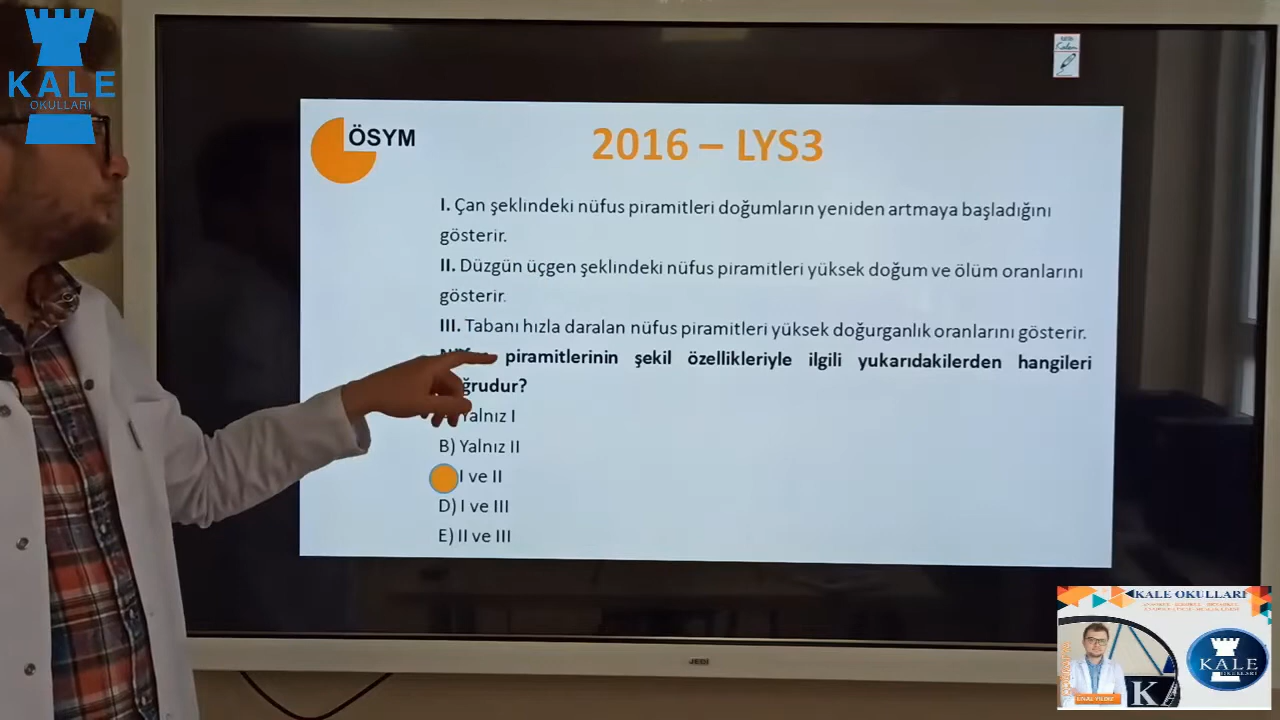 KALE
OKULLARI
ÖSYM
2016 – LYS3
I. Çan şeklindeki nüfus piramitleri doğumların yeniden artmaya başladığını
gösterir.
II. Düzgün üçgen şeklindeki nüfus piramitleri yüksek doğum ve ölüm oranlarını
gösterir.
III. Tabanı hızla daralan nüfus piramitleri yüksek doğurganlık oranlarını gösterir.
piramitlerinin şekil özellikleriyle ilgili yukarıdakilerden hangileri
ğrudur?
Yalnız I
B) Yalnız II
I ve II
D) I ve III
E) II ve III
JEDI
KALE OKULLARI
K
KALE
OKULLARI